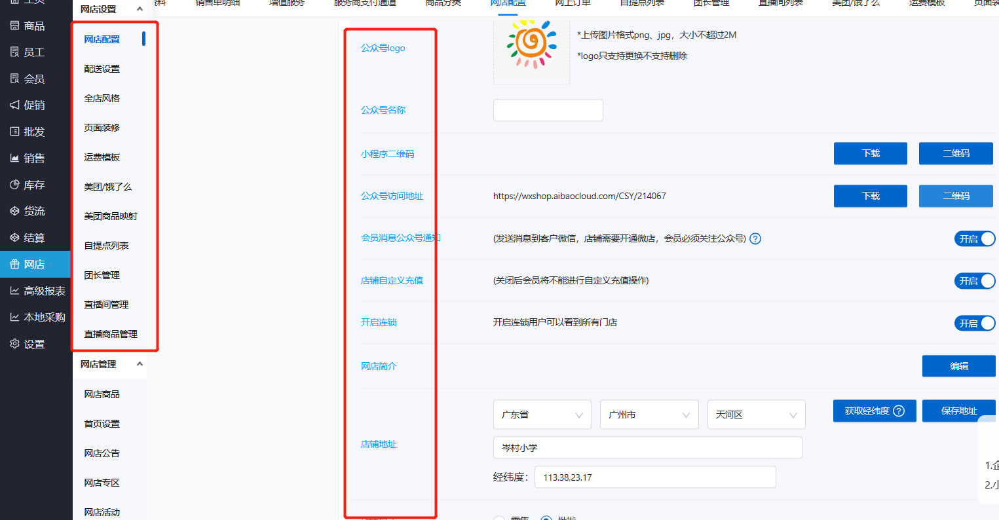 主页
商品
员工
会员
促销
批发
销售
库存
货流
结算
网店
高级报表
本地采购
设置
网店设置
网店配置
配送设置
全店风格
页面装修
运费模板
美团/饿了么
美团商品映射
自提点列表
团长管理
直播间管理
直播商品管理
网店管理
网店商品
首页设置
网店公告
网店专区
网店活动
销售单明细
增值服务
服务商支付通道
商品分类
网店配置
网上订单
自提点列表
团长管理
直播间列表
美团/饿了么
运费模板
公众号logo
*上传图片格式png、jpg，大小不超过2M
*logo只支持更换不支持删除
公众号名称
小程序二维码 下载 二维码
公众号访问地址 https://wxshop.aibaocloud.com/CSY/214067 下载 二维码
会员消息公众号通知 (发送消息到客户微信，店铺需要开通微店，会员必须关注公众号) ? 开启
店铺自定义充值 (关闭后会员将不能进行自定义充值操作) 开启
开启连锁 开启连锁用户可以看到所有门店 开启
网店简介 编辑
广东省 广州市 天河区 获取经纬度 ? 保存地址
店铺地址 岑村小学
经纬度： 113.38,23.17
零售 批发
1.企
2.小